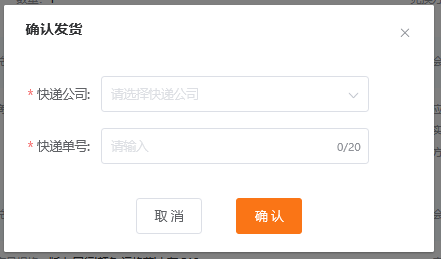 确认发货
* 快递公司: 请选择快递公司
* 快递单号: 请输入 0/20
取 消 确 认